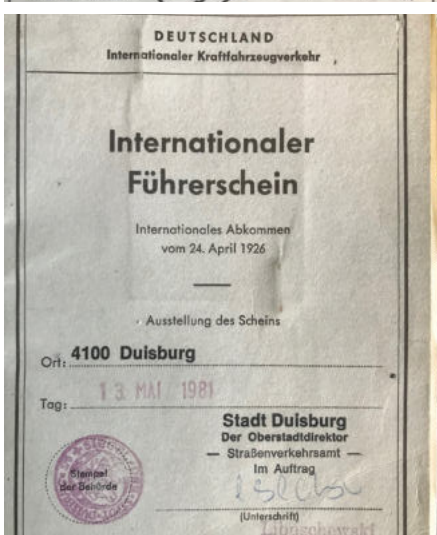 DEUTSCHLAND
Internationaler Kraftfahrzeugverkehr
Internationaler
Führerschein
Internationales Abkommen
vom 24. April 1926
Ausstellung des Scheins
Ort: 4100 Duisburg
Tag: 13. MAI 1981
Stadt Duisburg
Der Oberstadtdirektor
— Straßenverkehrsamt —
Im Auftrag
Stempel
der Behörde
(Unterschrift)